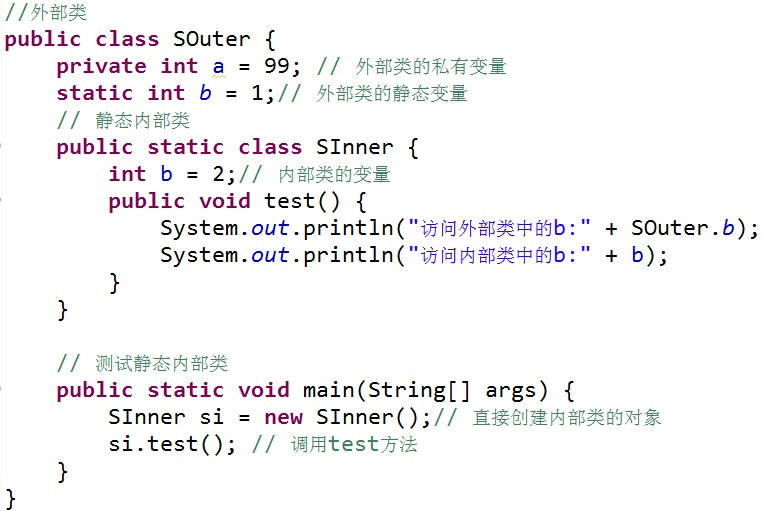 //外部类
public class SOuter {
    private int a = 99; // 外部类的私有变量
    static int b = 1;// 外部类的静态变量
    // 静态内部类
    public static class SInner {
        int b = 2;// 内部类的变量
        public void test() {
            System.out.println("访问外部类中的b:" + SOuter.b);
            System.out.println("访问内部类中的b:" + b);
        }
    }

    // 测试静态内部类
    public static void main(String[] args) {
        SInner si = new SInner();// 直接创建内部类的对象
        si.test(); // 调用test方法
    }
}